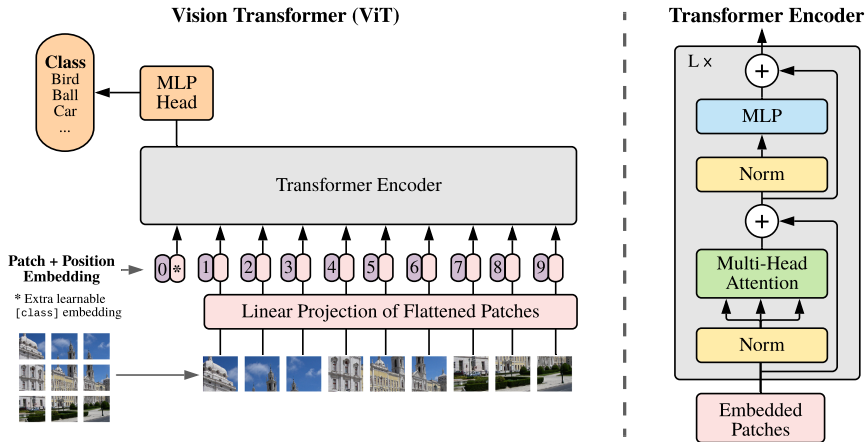 Vision Transformer (ViT)
Class
Bird
Ball
Car
...
MLP
Head
Transformer Encoder
Patch + Position
Embedding
0 * 1 2 3 4 5 6 7 8 9
* Extra learnable
[class] embedding
Linear Projection of Flattened Patches
Transformer Encoder
L ×
+
MLP
Norm
+
Multi-Head
Attention
Norm
Embedded
Patches